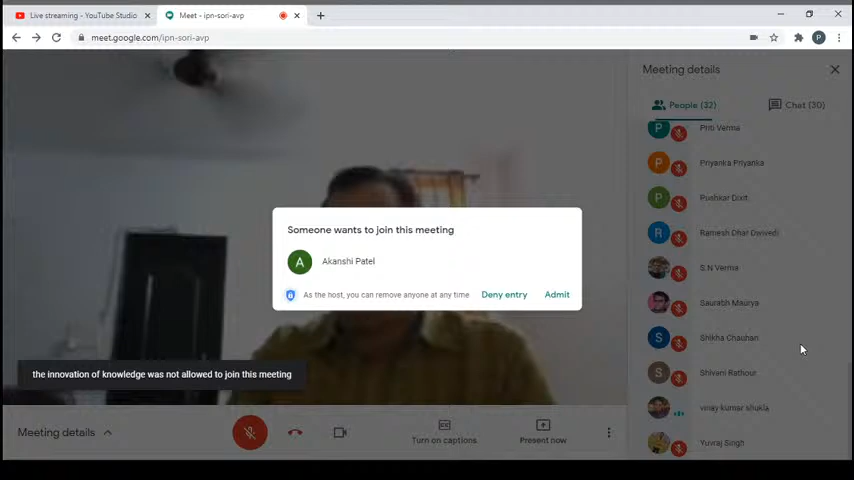 Live streaming - YouTube Studio
Meet - ipn-sori-avp
meet.google.com/ipn-sori-avp
P
Meeting details
People (32)
Chat (30)
P
Priti Verma
P
Priyanka Priyanka
P
Pushkar Dixit
R
Ramesh Dhar Dwivedi
S.N Verma
Saurabh Maurya
S
Shikha Chauhan
S
Shivani Rathour
vinay kumar shukla
Yuvraj Singh
Someone wants to join this meeting
A
Akanshi Patel
As the host, you can remove anyone at any time
Deny entry
Admit
the innovation of knowledge was not allowed to join this meeting
Meeting details
CC
Turn on captions
Present now